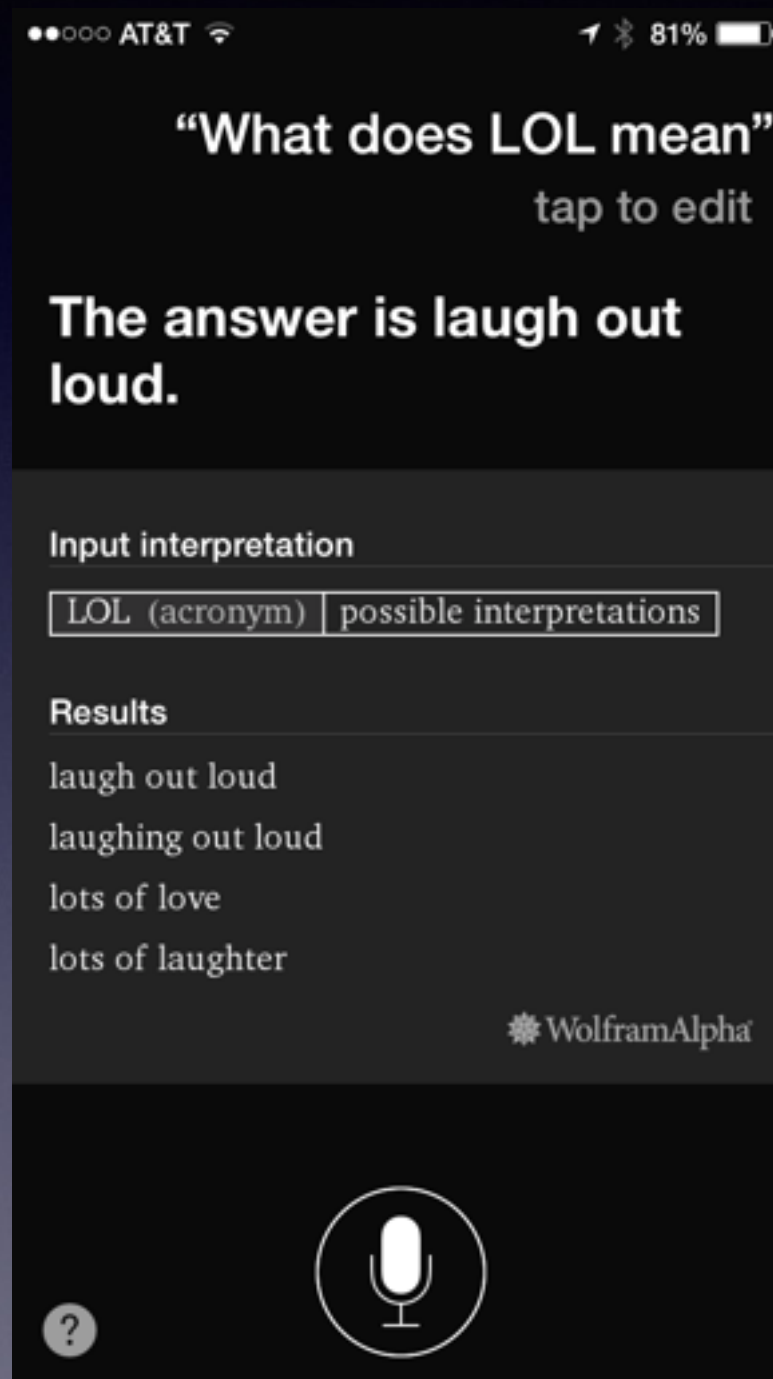 AT&T 81%
“What does LOL mean”
tap to edit
The answer is laugh out
loud.
Input interpretation
LOL (acronym) possible interpretations
Results
laugh out loud
laughing out loud
lots of love
lots of laughter
WolframAlpha
?